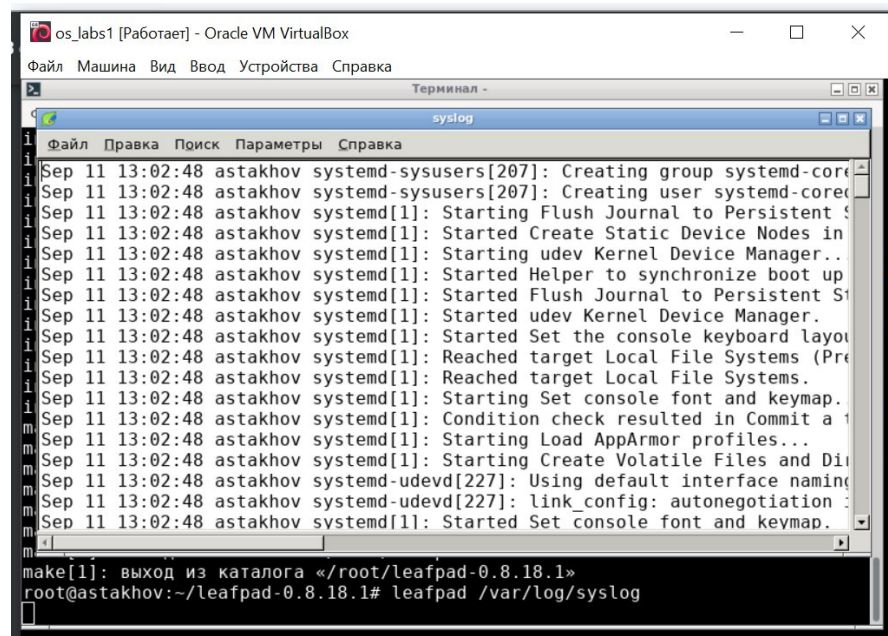 os_labs1 [Работает] - Oracle VM VirtualBox
Файл Машина Вид Ввод Устройства Справка
Терминал -
syslog
Файл Правка Поиск Параметры Справка
Sep 11 13:02:48 astakhov systemd-sysusers[207]: Creating group systemd-core
Sep 11 13:02:48 astakhov systemd-sysusers[207]: Creating user systemd-cored
Sep 11 13:02:48 astakhov systemd[1]: Starting Flush Journal to Persistent S
Sep 11 13:02:48 astakhov systemd[1]: Started Create Static Device Nodes in
Sep 11 13:02:48 astakhov systemd[1]: Starting udev Kernel Device Manager...
Sep 11 13:02:48 astakhov systemd[1]: Started Helper to synchronize boot up
Sep 11 13:02:48 astakhov systemd[1]: Started Flush Journal to Persistent St
Sep 11 13:02:48 astakhov systemd[1]: Started udev Kernel Device Manager.
Sep 11 13:02:48 astakhov systemd[1]: Started Set the console keyboard layou
Sep 11 13:02:48 astakhov systemd[1]: Reached target Local File Systems (Pre
Sep 11 13:02:48 astakhov systemd[1]: Reached target Local File Systems.
Sep 11 13:02:48 astakhov systemd[1]: Starting Set console font and keymap..
Sep 11 13:02:48 astakhov systemd[1]: Condition check resulted in Commit a t
Sep 11 13:02:48 astakhov systemd[1]: Starting Load AppArmor profiles...
Sep 11 13:02:48 astakhov systemd[1]: Starting Create Volatile Files and Dir
Sep 11 13:02:48 astakhov systemd-udevd[227]: Using default interface naming
Sep 11 13:02:48 astakhov systemd-udevd[227]: link_config: autonegotiation i
Sep 11 13:02:48 astakhov systemd[1]: Started Set console font and keymap.
make[1]: выход из каталога «/root/leafpad-0.8.18.1»
root@astakhov:~/leafpad-0.8.18.1# leafpad /var/log/syslog